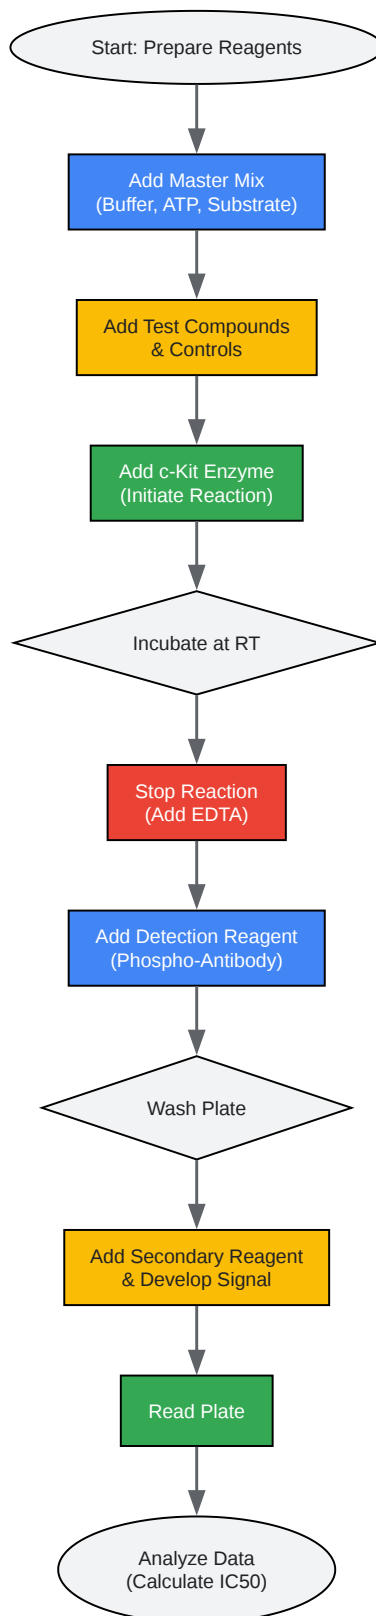 Start: Prepare Reagents
Add Master Mix
(Buffer, ATP, Substrate)
Add Test Compounds
& Controls
Add c-Kit Enzyme
(Initiate Reaction)
Incubate at RT
Stop Reaction
(Add EDTA)
Add Detection Reagent
(Phospho-Antibody)
Wash Plate
Add Secondary Reagent
& Develop Signal
Read Plate
Analyze Data
(Calculate IC50)